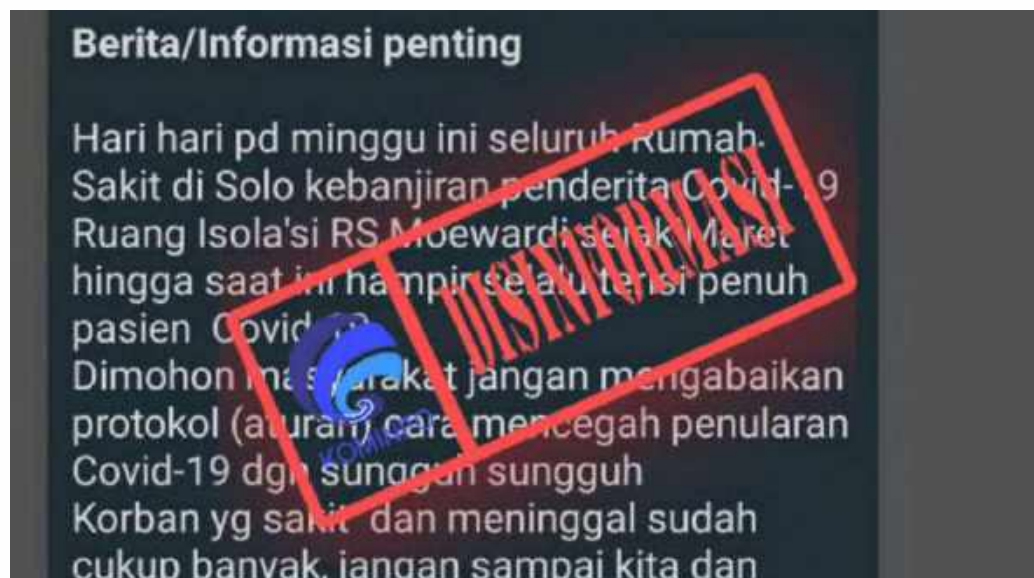 Berita/Informasi penting
Hari hari pd minggu ini seluruh Rumah
Sakit di Solo kebanjiran penderita Covid-19
Ruang Isola'si RS Moewardi sejak Maret
hingga saat ini hampir selalu terisi penuh
pasien Covid-19
Dimohon masyarakat jangan mengabaikan
protokol (aturan) cara mencegah penularan
Covid-19 dgn sungguh sungguh
Korban yg sakit dan meninggal sudah
cukup banyak, jangan sampai kita dan
DISINFORMASI
KOMINFO